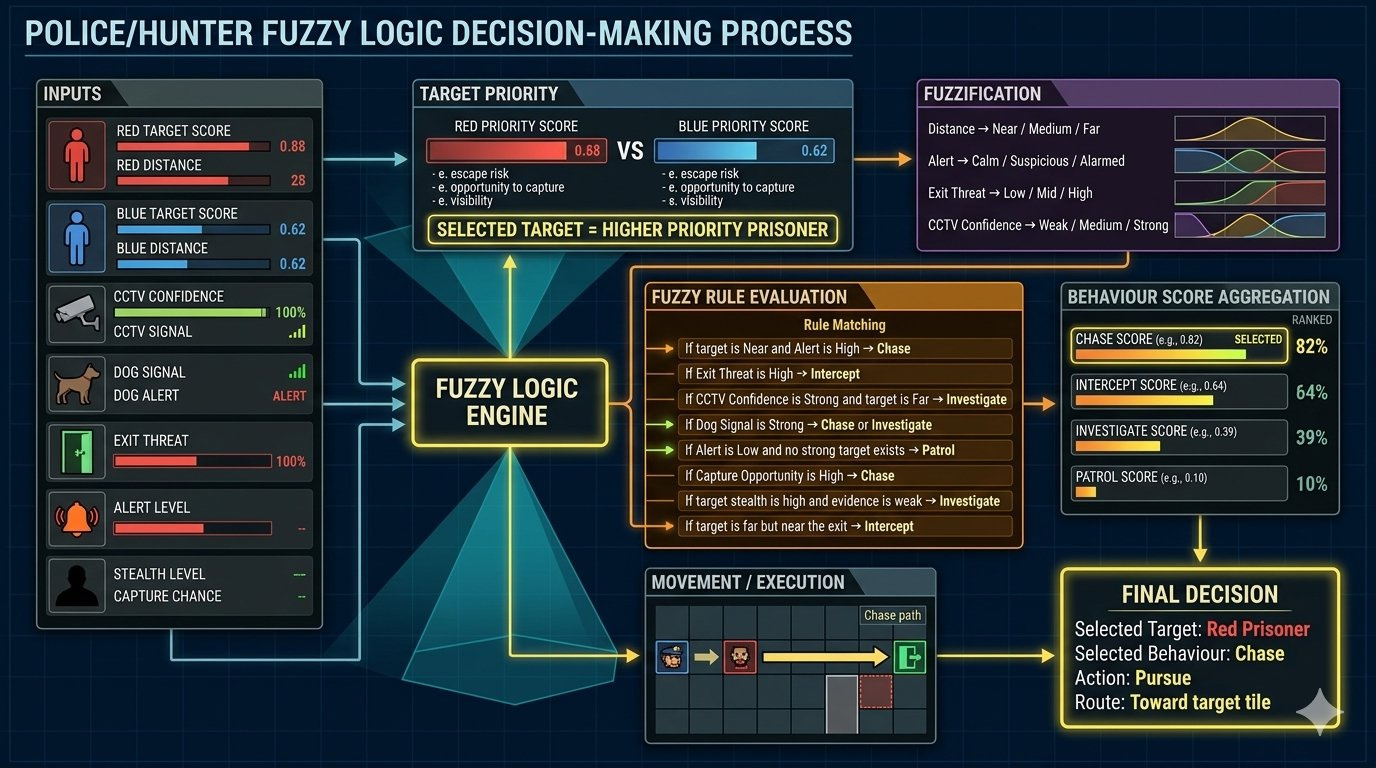 POLICE/HUNTER FUZZY LOGIC DECISION-MAKING PROCESS
INPUTS
RED TARGET SCORE
0.88
RED DISTANCE
28
BLUE TARGET SCORE
0.62
BLUE DISTANCE
0.62
CCTV CONFIDENCE
100%
CCTV SIGNAL
DOG SIGNAL
DOG ALERT
ALERT
EXIT THREAT
100%
ALERT LEVEL
--
STEALTH LEVEL
---
CAPTURE CHANCE
--
TARGET PRIORITY
RED PRIORITY SCORE
0.88
- e. escape risk
- e. opportunity to capture
- e. visibility
VS
BLUE PRIORITY SCORE
0.62
- e. escape risk
- e. opportunity to capture
- s. visibility
SELECTED TARGET = HIGHER PRIORITY PRISONER
FUZZIFICATION
Distance → Near / Medium / Far
Alert → Calm / Suspicious / Alarmed
Exit Threat → Low / Mid / High
CCTV Confidence → Weak / Medium / Strong
FUZZY LOGIC
ENGINE
FUZZY RULE EVALUATION
Rule Matching
If target is Near and Alert is High → Chase
If Exit Threat is High → Intercept
If CCTV Confidence is Strong and target is Far → Investigate
If Dog Signal is Strong → Chase or Investigate
If Alert is Low and no strong target exists → Patrol
If Capture Opportunity is High → Chase
If target stealth is high and evidence is weak → Investigate
If target is far but near the exit → Intercept
BEHAVIOUR SCORE AGGREGATION
RANKED
CHASE SCORE (e.g., 0.82)
SELECTED
82%
INTERCEPT SCORE (e.g., 0.64)
64%
INVESTIGATE SCORE (e.g., 0.39)
39%
PATROL SCORE (e.g., 0.10)
10%
MOVEMENT / EXECUTION
Chase path
FINAL DECISION
Selected Target: Red Prisoner
Selected Behaviour: Chase
Action: Pursue
Route: Toward target tile